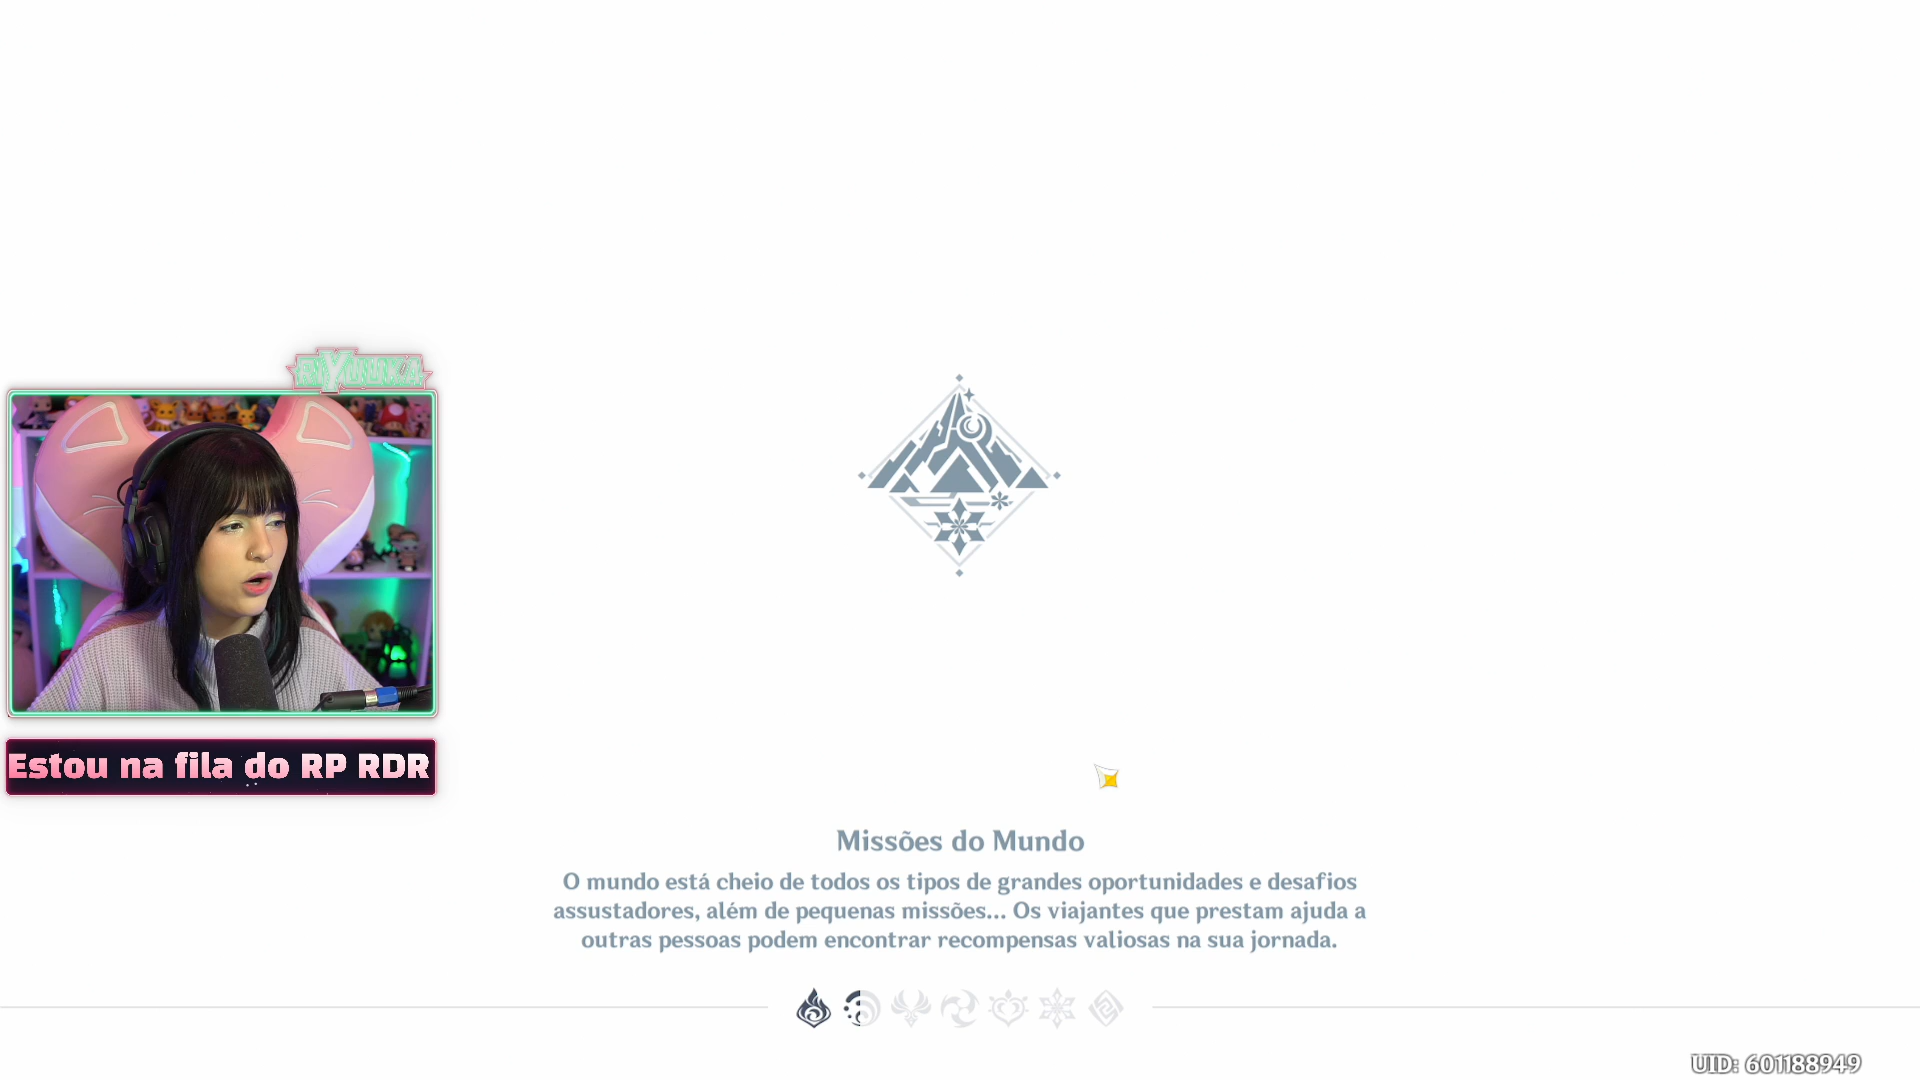 RIYUUKA
Estou na fila do RP RDR
Missões do Mundo
O mundo está cheio de todos os tipos de grandes oportunidades e desafios
assustadores, além de pequenas missões... Os viajantes que prestam ajuda a
outras pessoas podem encontrar recompensas valiosas na sua jornada.
UID: 601188949